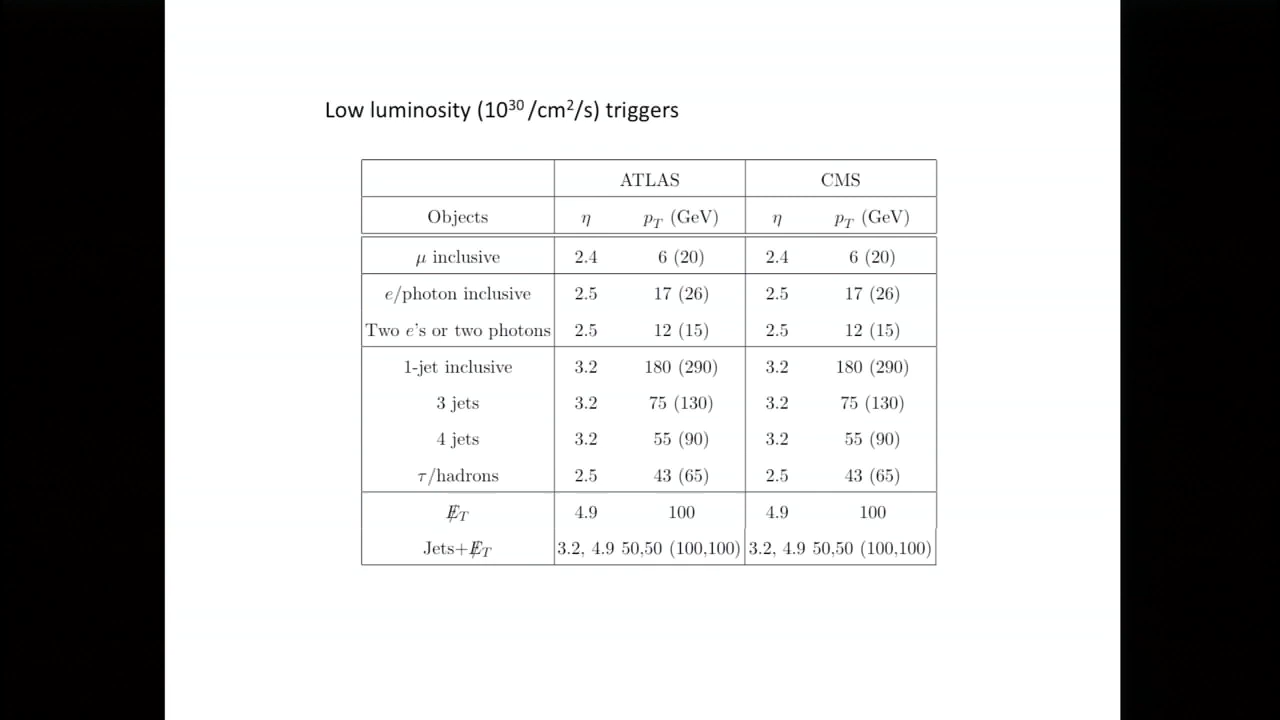 Low luminosity (10³⁰ /cm²/s) triggers
ATLAS CMS
Objects η p_T (GeV) η p_T (GeV)
μ inclusive 2.4 6 (20) 2.4 6 (20)
e/photon inclusive 2.5 17 (26) 2.5 17 (26)
Two e's or two photons 2.5 12 (15) 2.5 12 (15)
1-jet inclusive 3.2 180 (290) 3.2 180 (290)
3 jets 3.2 75 (130) 3.2 75 (130)
4 jets 3.2 55 (90) 3.2 55 (90)
τ/hadrons 2.5 43 (65) 2.5 43 (65)
E̸_T 4.9 100 4.9 100
Jets+E̸_T 3.2, 4.9 50,50 (100,100) 3.2, 4.9 50,50 (100,100)